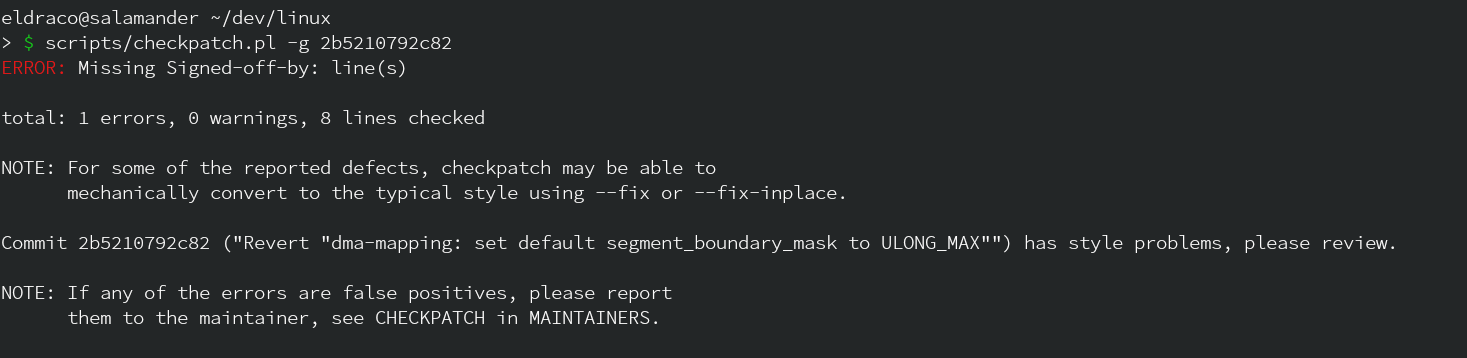 eldraco@salamander ~/dev/linux
> $ scripts/checkpatch.pl -g 2b5210792c82
ERROR: Missing Signed-off-by: line(s)
total: 1 errors, 0 warnings, 8 lines checked
NOTE: For some of the reported defects, checkpatch may be able to
mechanically convert to the typical style using --fix or --fix-inplace.
Commit 2b5210792c82 ("Revert "dma-mapping: set default segment_boundary_mask to ULONG_MAX"") has style problems, please review.
NOTE: If any of the errors are false positives, please report
them to the maintainer, see CHECKPATCH in MAINTAINERS.